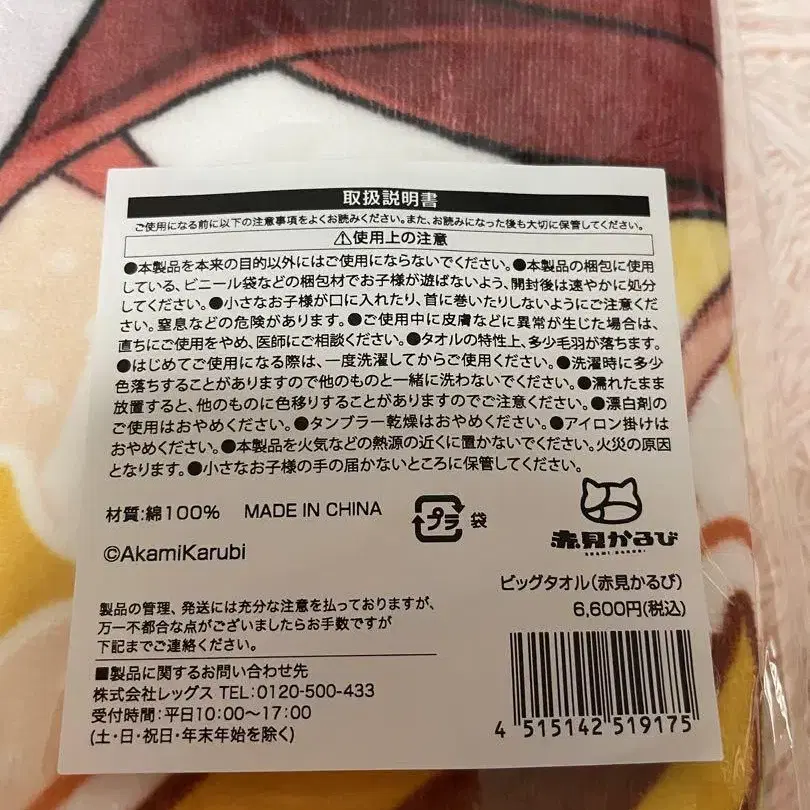 取扱説明書
ご使用になる前に以下の注意事項をよくお読みください。また、お読みになった後も大切に保管してください。
⚠使用上の注意
●本製品を本来の目的以外にはご使用にならないでください。●本製品の梱包に使用
している、ビニール袋などの梱包材でお子様が遊ばないよう、開封後は速やかに処分
してください。●小さなお子様が口に入れたり、首に巻いたりしないようにご注意くだ
さい。窒息などの危険があります。●ご使用中に皮膚などに異常が生じた場合は、
直ちにご使用をやめ、医師にご相談ください。●タオルの特性上、多少毛羽が落ちます。
●はじめてご使用になる際は、一度洗濯してからご使用ください。●洗濯時に多少
色落ちすることがありますので他のものと一緒に洗わないでください。●濡れたまま
放置すると、他のものに色移りすることがありますのでご注意ください。●漂白剤の
ご使用はおやめください。●タンブラー乾燥はおやめください。●アイロン掛けは
おやめください。●本製品を火気などの熱源の近くに置かないでください。火災の原因
となります。●小さなお子様の手の届かないところに保管してください。
材質:綿100% MADE IN CHINA
プラ 袋
赤見かるび
AKAMI KARUBI
©AkamiKarubi
ビッグタオル(赤見かるび)
6,600円(税込)
製品の管理、発送には充分な注意を払っておりますが、
万一不都合な点がございましたらお手数ですが
下記までご連絡ください。
■製品に関するお問い合わせ先
株式会社レッグス TEL:0120-500-433
受付時間:平日10:00〜17:00
(土・日・祝日・年末年始を除く)
4 515142 519175